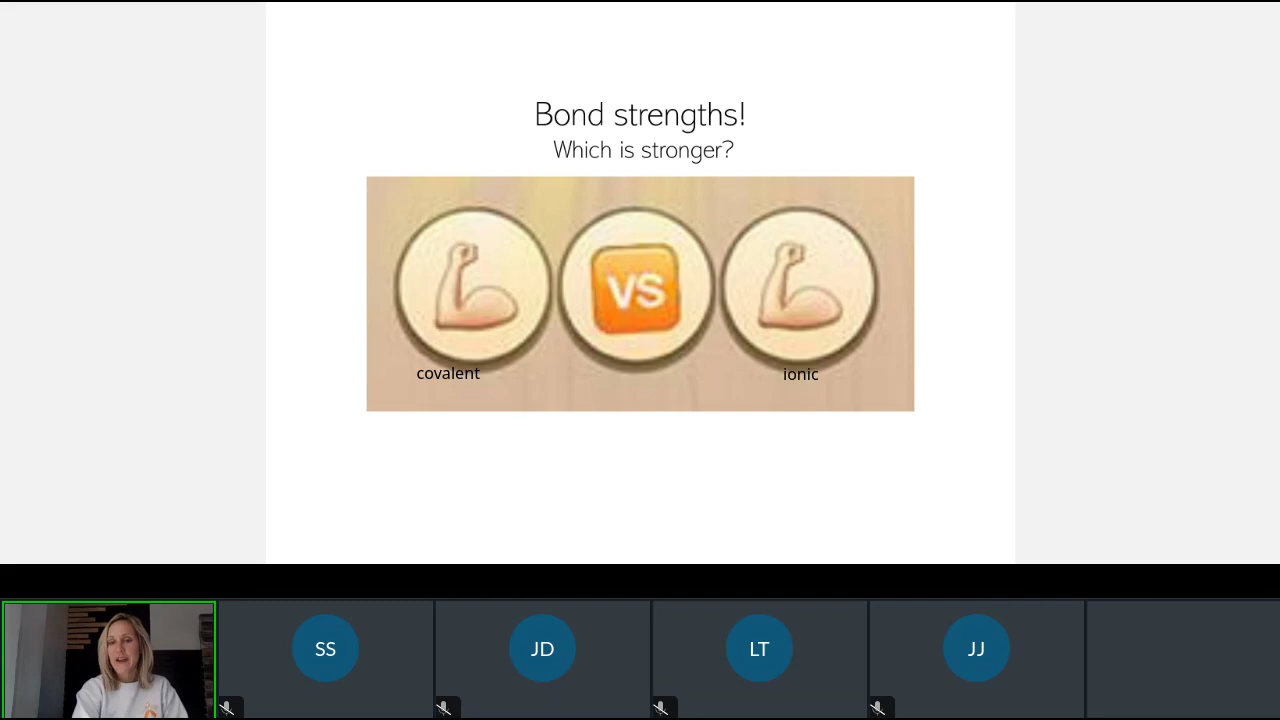 Bond strengths!
Which is stronger?
VS
covalent
ionic
SS
JD
LT
JJ